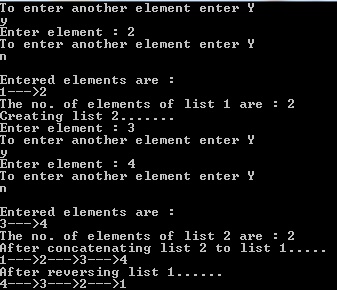 To enter another element enter Y
y
Enter element : 2
To enter another element enter Y
n
Entered elements are :
1--->2
The no. of elements of list 1 are : 2
Creating list 2.......
Enter element : 3
To enter another element enter Y
y
Enter element : 4
To enter another element enter Y
n
Entered elements are :
3--->4
The no. of elements of list 2 are : 2
After concatenating list 2 to list 1.....
1--->2--->3--->4
After reversing list 1......
4--->3--->2--->1